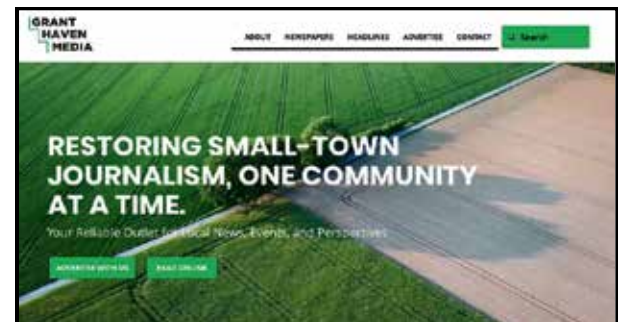 GRANT
HAVEN
MEDIA
ABOUT NEWSPAPERS HEADLINES ADVERTISE CONTACT Search
RESTORING SMALL-TOWN
JOURNALISM, ONE COMMUNITY
AT A TIME.
Your Reliable Outlet for Local News, Events, and Perspectives
ADVERTISE WITH US READ ONLINE